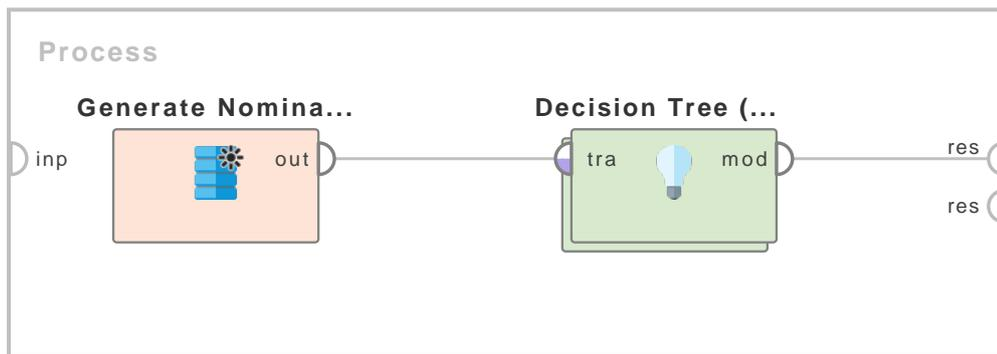 Process
Generate Nomina...
Decision Tree (...
inp
out
tra
mod
res
res